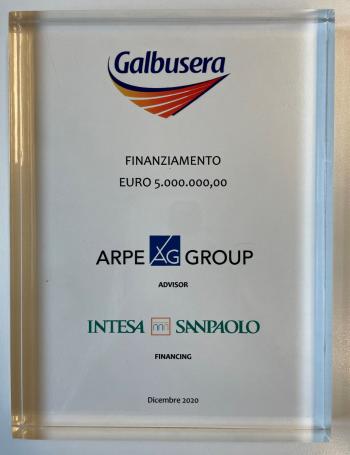 Galbusera
FINANZIAMENTO
EURO 5.000.000,00
ARPE AG GROUP
ADVISOR
INTESA SANPAOLO
FINANCING
Dicembre 2020